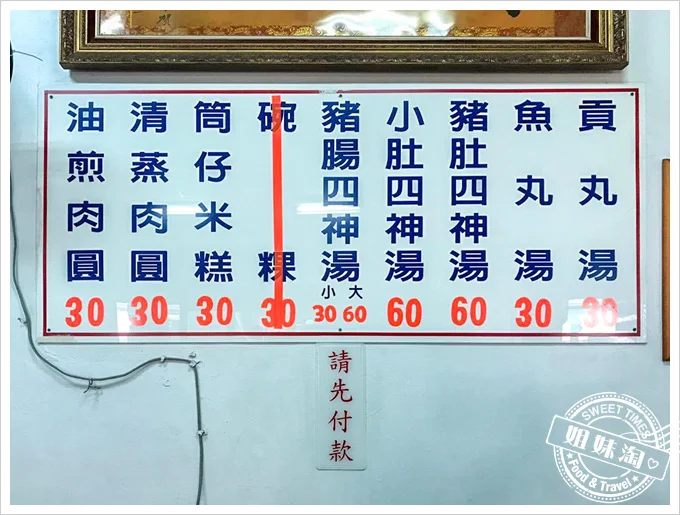 貢丸湯 30
魚丸湯 30
豬肚四神湯 60
小肚四神湯 60
豬腸四神湯 小30 大60
碗粿 30
筒仔米糕 30
清蒸肉圓 30
油煎肉圓 30
請先付款
SWEET TIMES
姐妹淘
Food & Travel